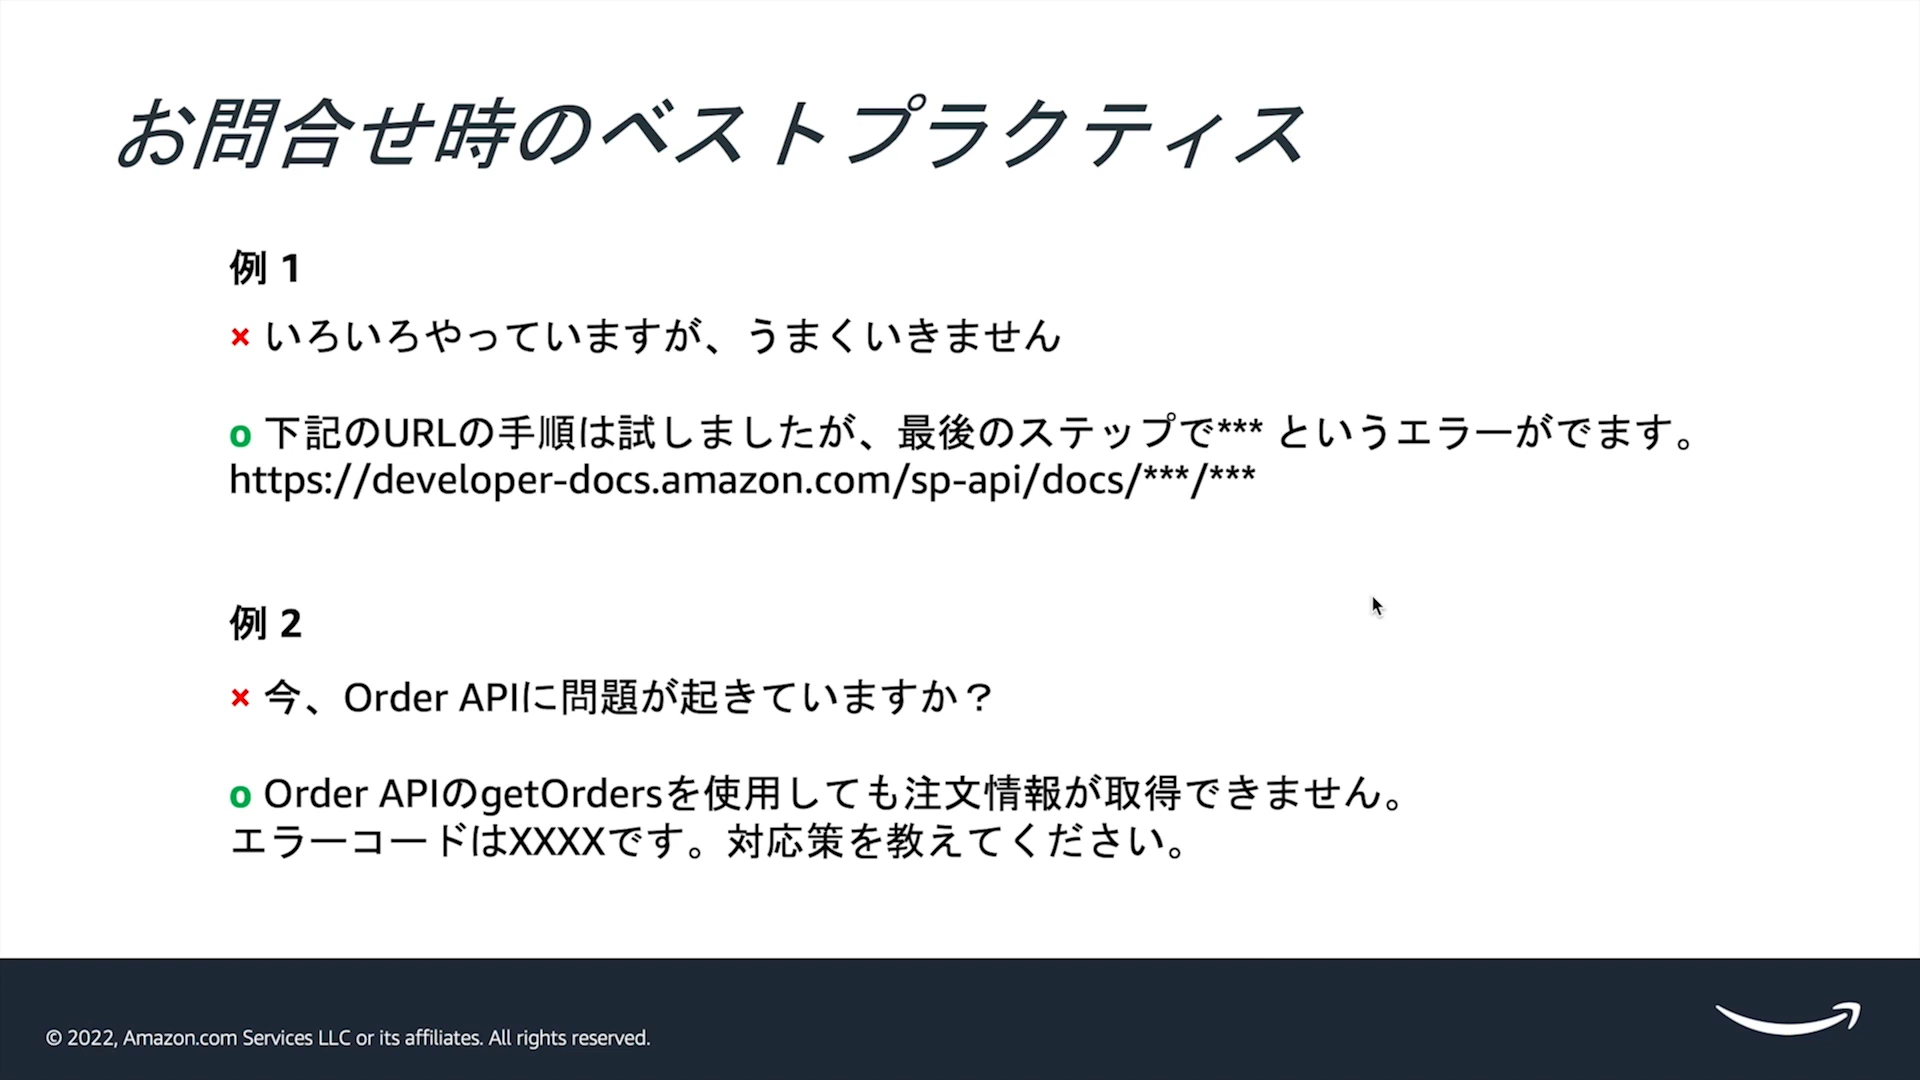 お問合せ時のベストプラクティス
例 1
× いろいろやっていますが、うまくいきません
o 下記のURLの手順は試しましたが、最後のステップで*** というエラーがでます。
https://developer-docs.amazon.com/sp-api/docs/***/***
例 2
× 今、Order APIに問題が起きていますか？
o Order APIのgetOrdersを使用しても注文情報が取得できません。
エラーコードはXXXXです。対応策を教えてください。
© 2022, Amazon.com Services LLC or its affiliates. All rights reserved.